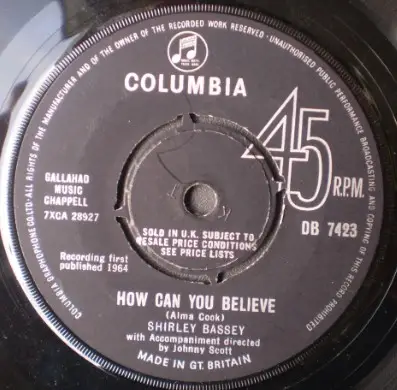 COLUMBIA GRAPHOPHONE CO.LTD·ALL RIGHTS OF THE MANUFACTURER AND OF THE OWNER OF THE RECORDED WORK RESERVED·UNAUTHORISED PUBLIC PERFORMANCE BROADCASTING AND COPYING OF THIS RECORD PROHIBITED
COLUMBIA
45
R.P.M.
GALLAHAD
MUSIC
CHAPPELL
7XCA 28927
DB 7423
SOLD IN U.K. SUBJECT TO
RESALE PRICE CONDITIONS
SEE PRICE LISTS
Recording first
published 1964
HOW CAN YOU BELIEVE
(Alma Cook)
SHIRLEY BASSEY
with Accompaniment directed
by Johnny Scott
MADE IN GT. BRITAIN